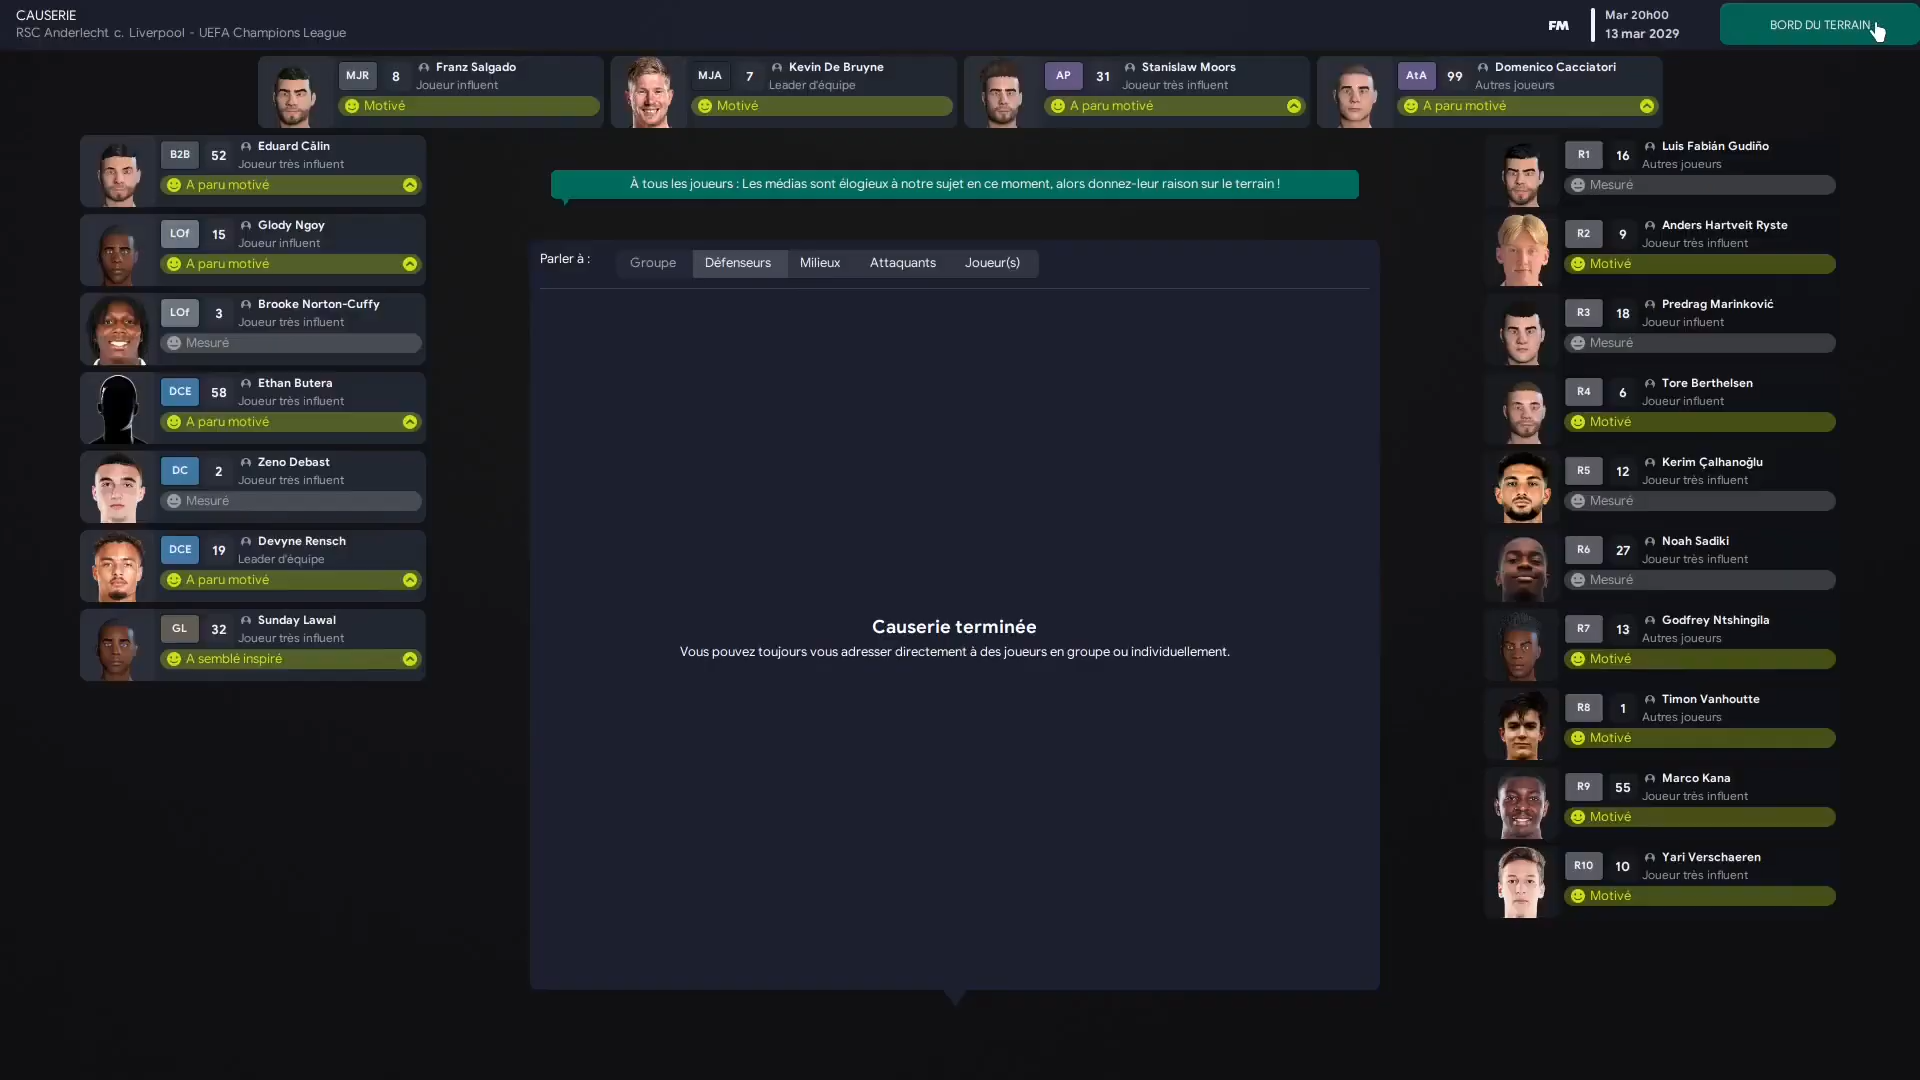 CAUSERIE
RSC Anderlecht c. Liverpool - UEFA Champions League
FM
Mar 20h00
13 mar 2029
BORD DU TERRAIN
MJR 8 Franz Salgado
Joueur influent
Motivé
MJA 7 Kevin De Bruyne
Leader d'équipe
Motivé
AP 31 Stanislaw Moors
Joueur très influent
A paru motivé
AtA 99 Domenico Cacciatori
Autres joueurs
A paru motivé
B2B 52 Eduard Călin
Joueur très influent
A paru motivé
LOf 15 Glody Ngoy
Joueur influent
A paru motivé
LOf 3 Brooke Norton-Cuffy
Joueur très influent
Mesuré
DCE 58 Ethan Butera
Joueur très influent
A paru motivé
DC 2 Zeno Debast
Joueur très influent
Mesuré
DCE 19 Devyne Rensch
Leader d'équipe
A paru motivé
GL 32 Sunday Lawal
Joueur très influent
A semblé inspiré
À tous les joueurs : Les médias sont élogieux à notre sujet en ce moment, alors donnez-leur raison sur le terrain !
Parler à : Groupe Défenseurs Milieux Attaquants Joueur(s)
Causerie terminée
Vous pouvez toujours vous adresser directement à des joueurs en groupe ou individuellement.
R1 16 Luis Fabián Gudiño
Autres joueurs
Mesuré
R2 9 Anders Hartveit Ryste
Joueur très influent
Motivé
R3 18 Predrag Marinković
Joueur influent
Mesuré
R4 6 Tore Berthelsen
Joueur influent
Motivé
R5 12 Kerim Çalhanoğlu
Joueur très influent
Mesuré
R6 27 Noah Sadiki
Joueur très influent
Mesuré
R7 13 Godfrey Ntshingila
Autres joueurs
Motivé
R8 1 Timon Vanhoutte
Autres joueurs
Motivé
R9 55 Marco Kana
Joueur très influent
Motivé
R10 10 Yari Verschaeren
Joueur très influent
Motivé